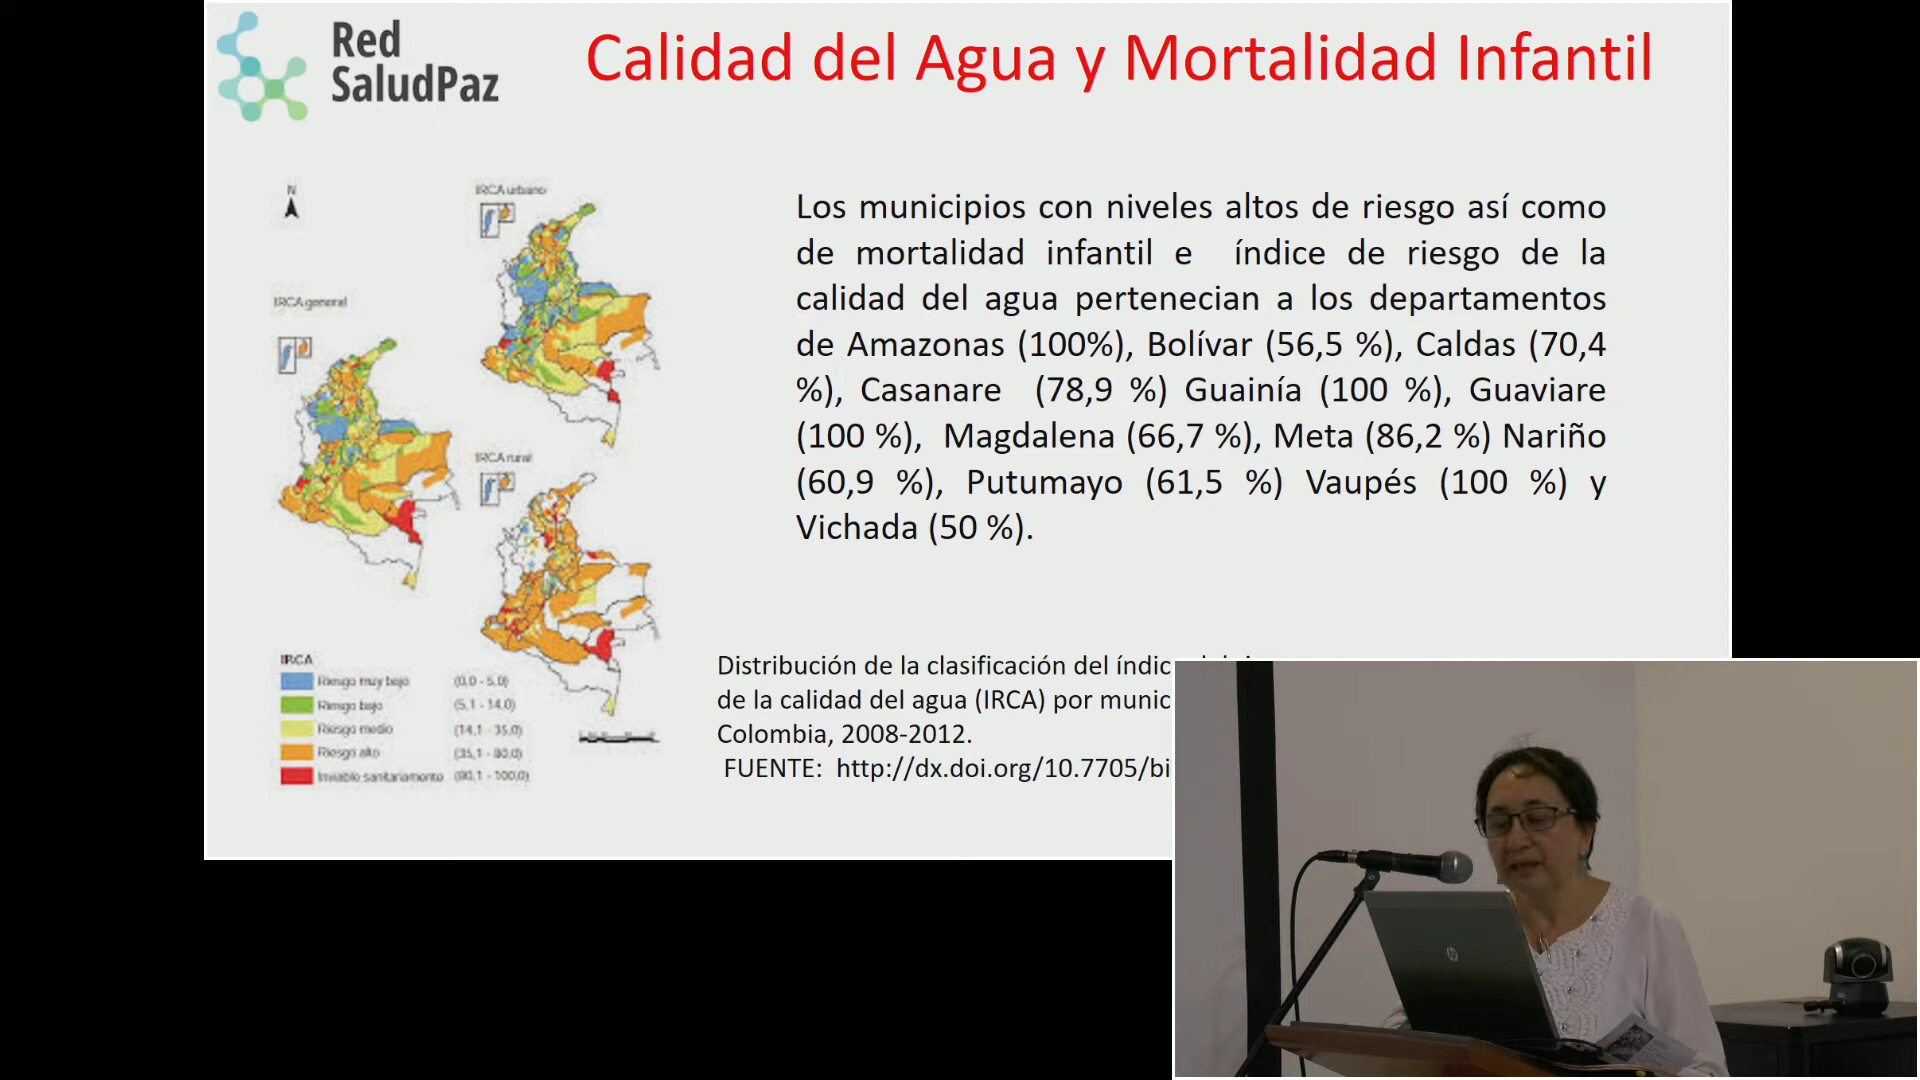 Red
SaludPaz
Calidad del Agua y Mortalidad Infantil
N
IRCA urbano
IRCA general
IRCA rural
Los municipios con niveles altos de riesgo así como
de mortalidad infantil e índice de riesgo de la
calidad del agua pertenecian a los departamentos
de Amazonas (100%), Bolívar (56,5 %), Caldas (70,4
%), Casanare (78,9 %) Guainía (100 %), Guaviare
(100 %), Magdalena (66,7 %), Meta (86,2 %) Nariño
(60,9 %), Putumayo (61,5 %) Vaupés (100 %) y
Vichada (50 %).
IRCA
Riesgo muy bajo (0,0 - 5,0)
Riesgo bajo (5,1 - 14,0)
Riesgo medio (14,1 - 35,0)
Riesgo alto (35,1 - 80,0)
Inviable sanitariamente (80,1 - 100,0)
Distribución de la clasificación del índic
de la calidad del agua (IRCA) por munic
Colombia, 2008-2012.
FUENTE: http://dx.doi.org/10.7705/bi
hp